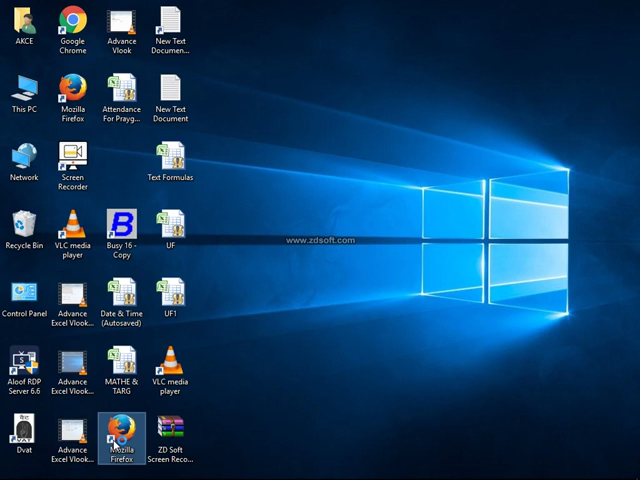 AKCE
Google
Chrome
Advance
Vlook
New Text
Documen...
This PC
Mozilla
Firefox
Attendance
For Prayg...
New Text
Document
Network
Screen
Recorder
Text Formulas
Recycle Bin
VLC media
player
Busy 16 -
Copy
UF
www.zdsoft.com
Control Panel
Advance
Excel Vlook...
Date & Time
(Autosaved)
UF1
Aloof RDP
Server 6.6
Advance
Excel Vlook...
MATHE &
TARG
VLC media
player
Dvat
Advance
Excel Vlook...
Mozilla
Firefox
ZD Soft
Screen Reco...